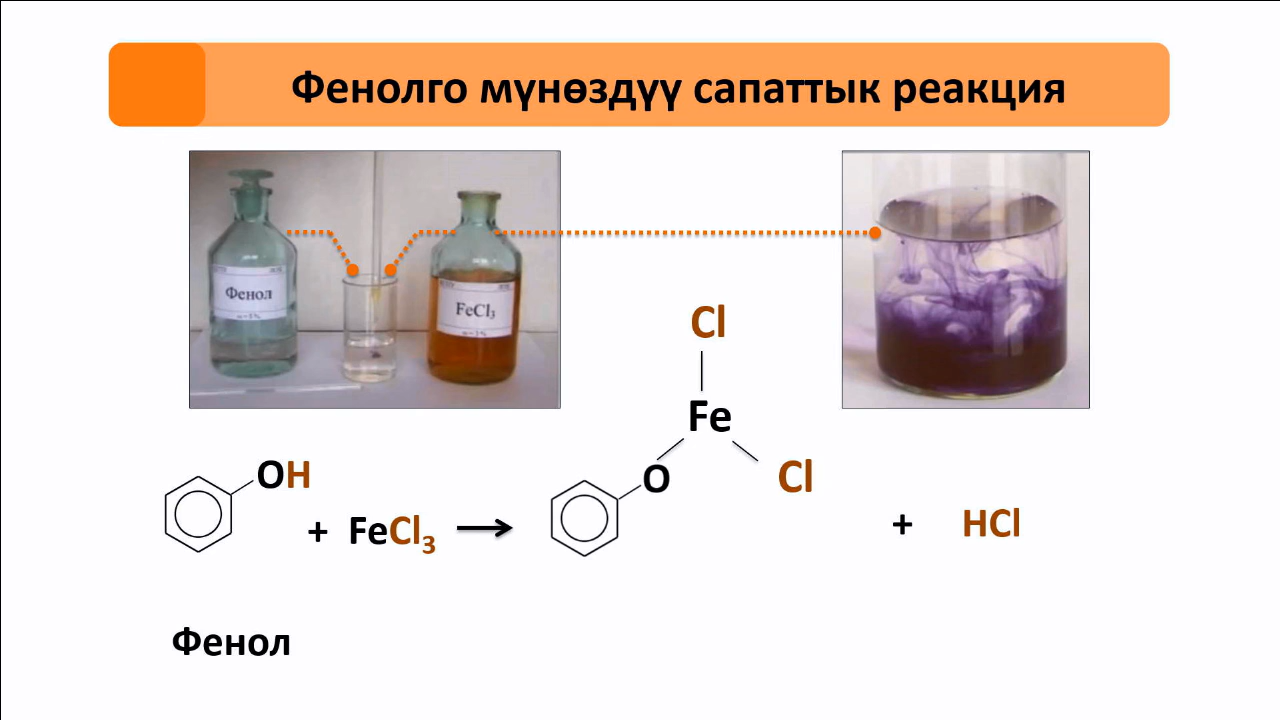 Фенолго мүнөздүү сапаттык реакция
Фенол
FeCl₃
Cl
Fe
O
Cl
OH
+ FeCl₃ →
+ HCl
Фенол